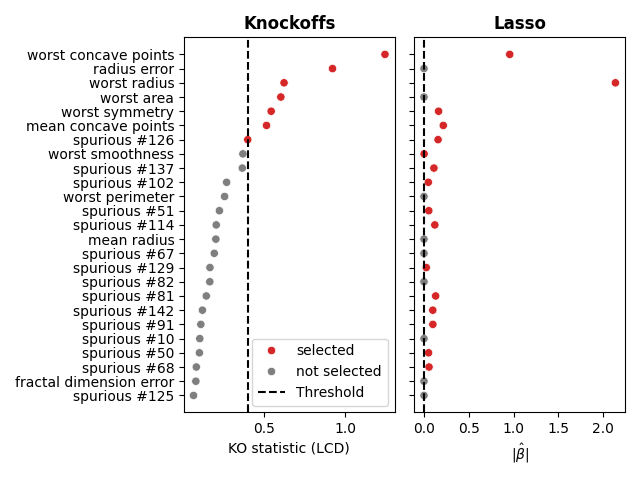 Knockoffs
Lasso
worst concave points
radius error
worst radius
worst area
worst symmetry
mean concave points
spurious #126
worst smoothness
spurious #137
spurious #102
worst perimeter
spurious #51
spurious #114
mean radius
spurious #67
spurious #129
spurious #82
spurious #81
spurious #142
spurious #91
spurious #10
spurious #50
spurious #68
fractal dimension error
spurious #125
selected
not selected
Threshold
0.5 1.0
KO statistic (LCD)
0.0 0.5 1.0 1.5 2.0
|β̂|